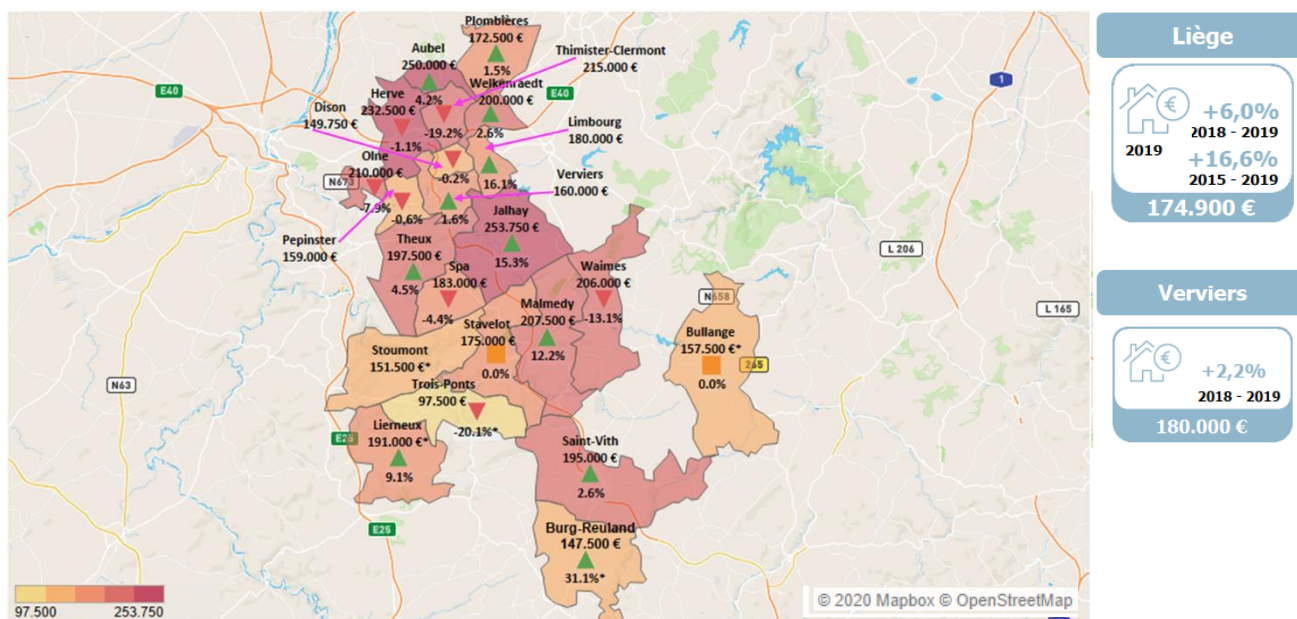 Plombières
172.500 €
1.5%
Aubel
250.000 €
4.2%
Thimister-Clermont
215.000 €
-19.2%
Welkenraedt
200.000 €
2.6%
Herve
232.500 €
-1.1%
Dison
149.750 €
-0.2%
Limbourg
180.000 €
16.1%
Olne
210.000 €
-7.9%
Verviers
160.000 €
1.6%
Pepinster
159.000 €
-0.6%
Jalhay
253.750 €
15.3%
Theux
197.500 €
4.5%
Spa
183.000 €
-4.4%
Waimes
206.000 €
-13.1%
Malmedy
207.500 €
12.2%
Stavelot
175.000 €
0.0%
Bullange
157.500 €*
0.0%
Stoumont
151.500 €*
Trois-Ponts
97.500 €
-20.1%*
Lierneux
191.000 €*
9.1%
Saint-Vith
195.000 €
2.6%
Burg-Reuland
147.500 €
31.1%*
E40
E40
1
N673
L 206
N658
L 165
265
N63
E25
E25
97.500 253.750
© 2020 Mapbox © OpenStreetMap
Liège
€
+6,0%
2018 - 2019
2019
+16,6%
2015 - 2019
174.900 €
Verviers
€
+2,2%
2018 - 2019
180.000 €